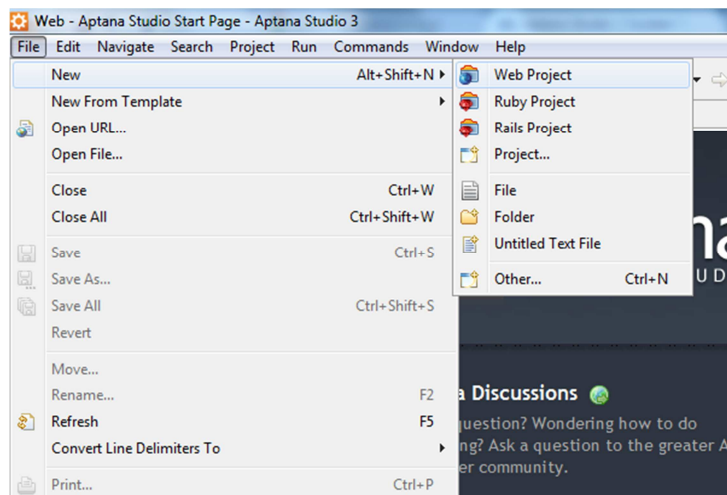 Web - Aptana Studio Start Page - Aptana Studio 3
File Edit Navigate Search Project Run Commands Window Help
New Alt+Shift+N
New From Template
Open URL...
Open File...
Close Ctrl+W
Close All Ctrl+Shift+W
Save Ctrl+S
Save As...
Save All Ctrl+Shift+S
Revert
Move...
Rename... F2
Refresh F5
Convert Line Delimiters To
Print... Ctrl+P
Web Project
Ruby Project
Rails Project
Project...
File
Folder
Untitled Text File
Other... Ctrl+N
a Discussions
question? Wondering how to do
ng? Ask a question to the greater A
er community.